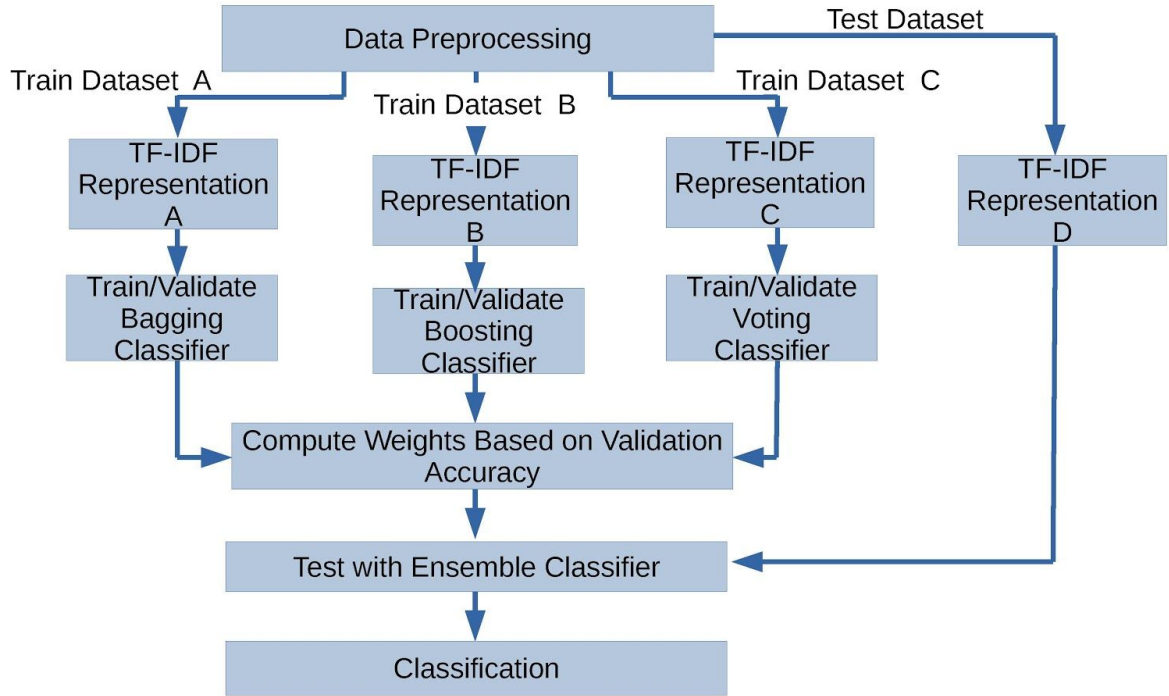 Data Preprocessing
Test Dataset
Train Dataset A
Train Dataset B
Train Dataset C
TF-IDF
Representation
A
TF-IDF
Representation
B
TF-IDF
Representation
C
TF-IDF
Representation
D
Train/Validate
Bagging
Classifier
Train/Validate
Boosting
Classifier
Train/Validate
Voting
Classifier
Compute Weights Based on Validation
Accuracy
Test with Ensemble Classifier
Classification